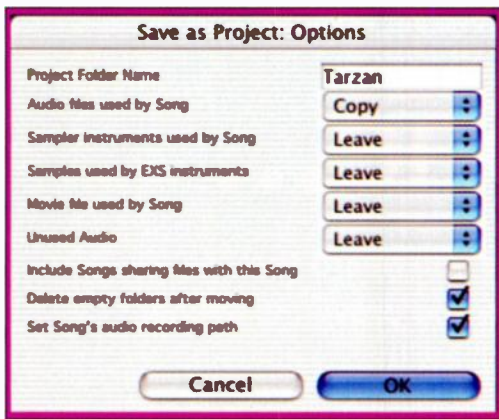 Save as Project: Options
Project Folder Name Tarzan
Audio files used by Song Copy
Sampler instruments used by Song Leave
Samples used by EXS instruments Leave
Movie file used by Song Leave
Unused Audio Leave
Include Songs sharing files with this Song
Delete empty folders after moving
Set Song's audio recording path
Cancel OK